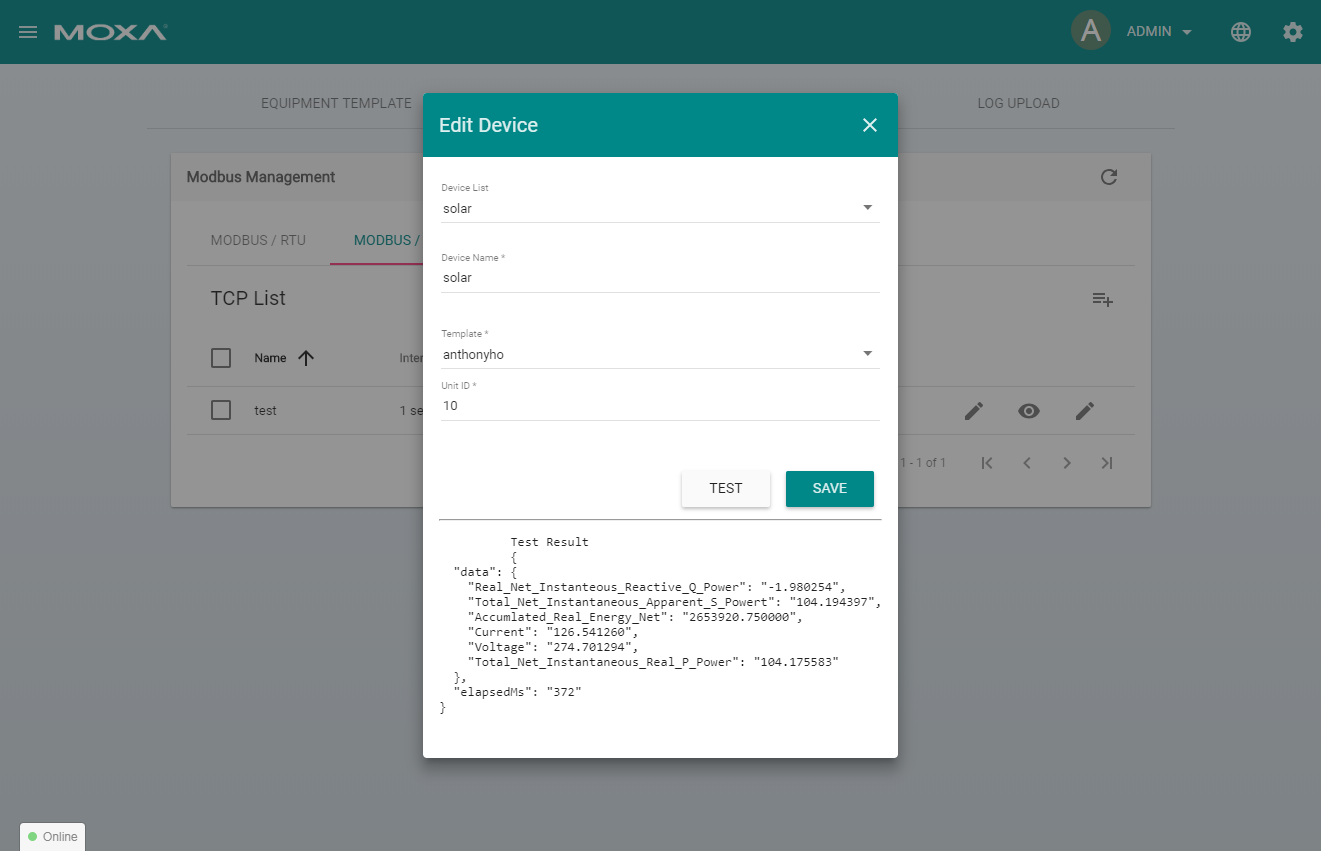 MOXA
A
ADMIN
EQUIPMENT TEMPLATE
LOG UPLOAD
Edit Device
Modbus Management
Device List
solar
MODBUS / RTU
MODBUS /
Device Name *
solar
TCP List
Template *
anthonyho
Name
Inter
Unit ID *
10
test
1 se
1 - 1 of 1
TEST
SAVE
Test Result
{
"data": {
"Real_Net_Instanteous_Reactive_Q_Power": "-1.980254",
"Total_Net_Instantaneous_Apparent_S_Powert": "104.194397",
"Accumlated_Real_Energy_Net": "2653920.750000",
"Current": "126.541260",
"Voltage": "274.701294",
"Total_Net_Instantaneous_Real_P_Power": "104.175583"
},
"elapsedMs": "372"
}
Online